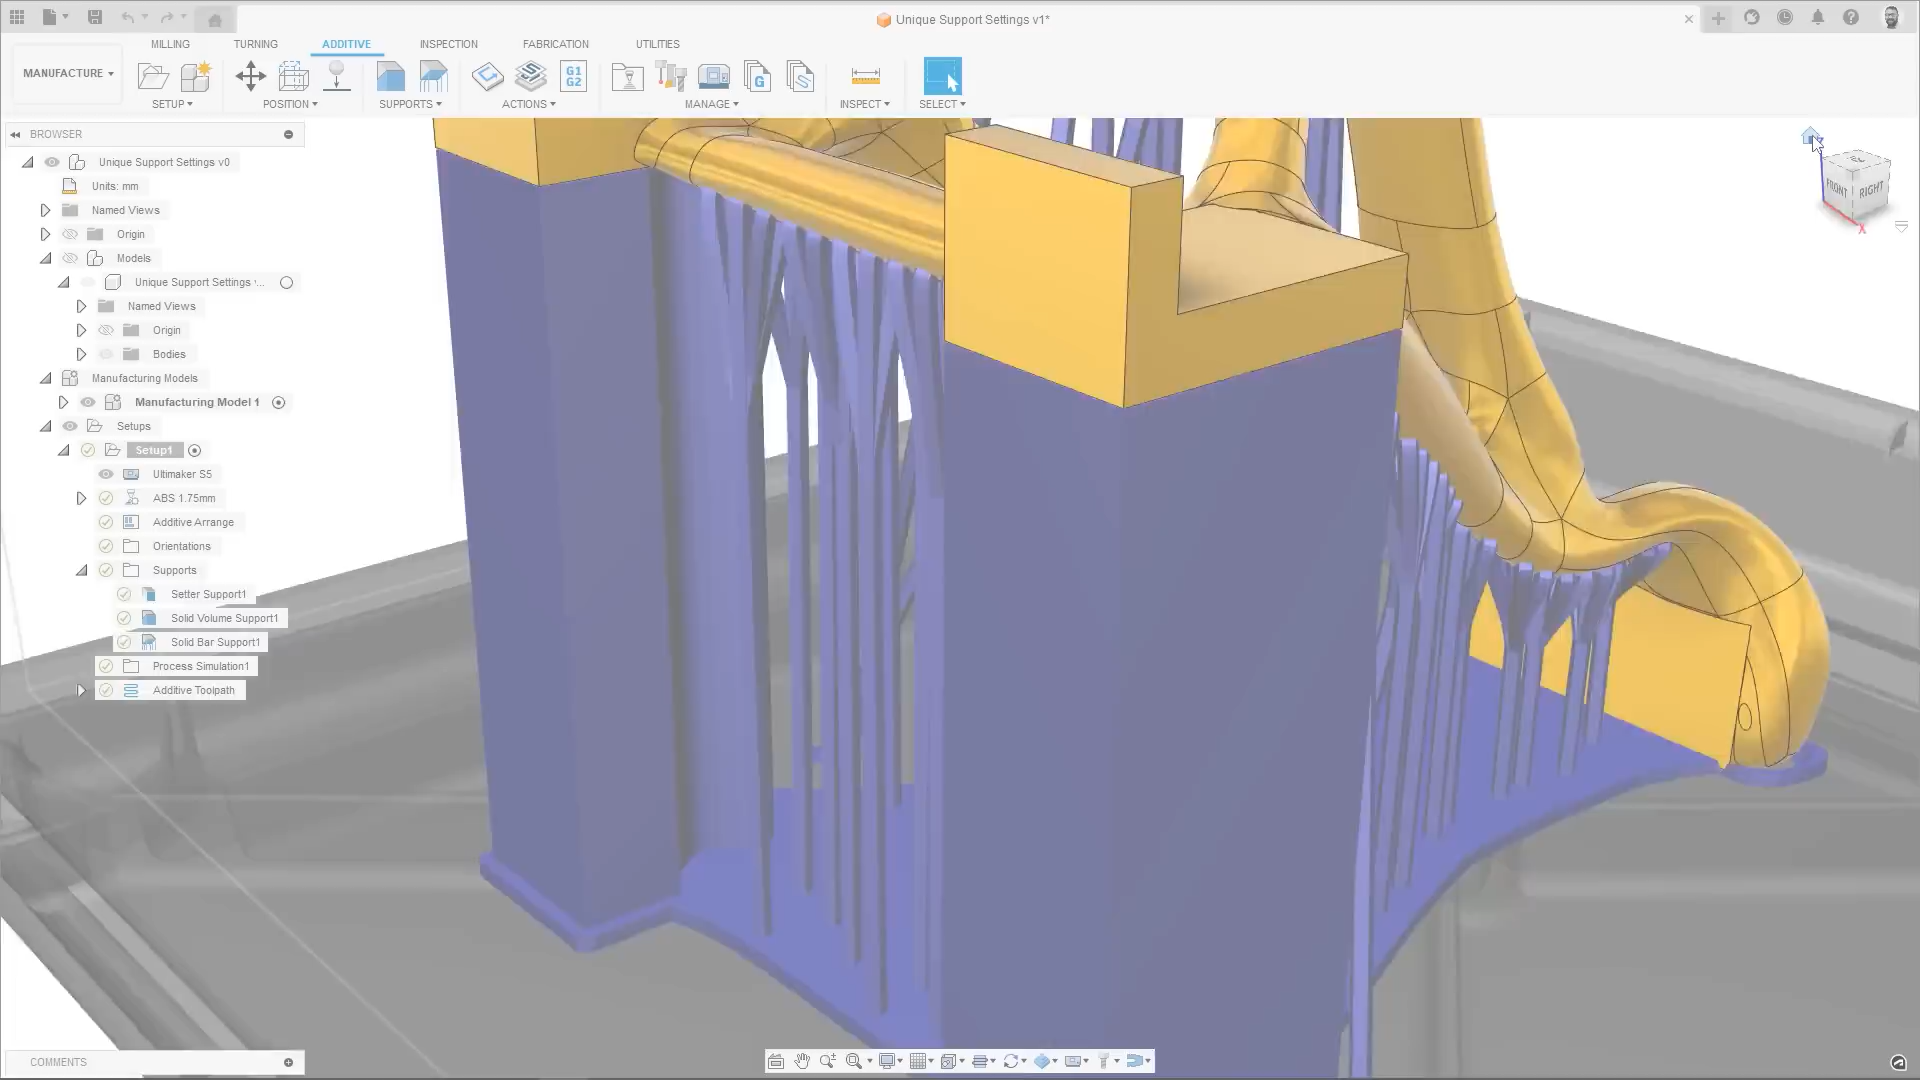 Unique Support Settings v1*
MILLING TURNING ADDITIVE INSPECTION FABRICATION UTILITIES
MANUFACTURE
G1
G2
G
SETUP POSITION SUPPORTS ACTIONS MANAGE INSPECT SELECT
BROWSER
Unique Support Settings v0
Units: mm
Named Views
Origin
Models
Unique Support Settings v...
Named Views
Origin
Bodies
Manufacturing Models
Manufacturing Model 1
Setups
Setup1
Ultimaker S5
ABS 1.75mm
Additive Arrange
Orientations
Supports
Setter Support1
Solid Volume Support1
Solid Bar Support1
Process Simulation1
Additive Toolpath
TOP
FRONT RIGHT
X
COMMENTS